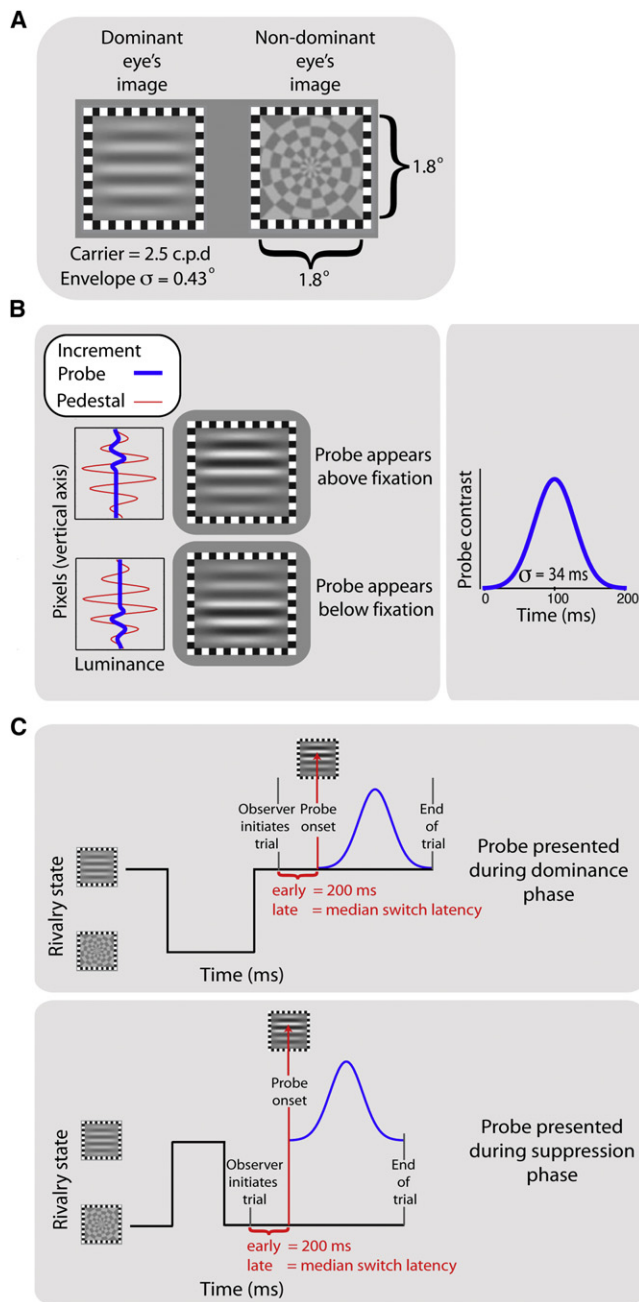 A
Dominant
eye's
image
Non-dominant
eye's
image
1.8°
Carrier = 2.5 c.p.d
Envelope σ = 0.43°
1.8°
B
Increment
Probe
Pedestal
Pixels (vertical axis)
Luminance
Probe appears
above fixation
Probe appears
below fixation
Probe contrast
σ = 34 ms
0
100
200
Time (ms)
C
Rivalry state
Observer
initiates
trial
Probe
onset
End
of
trial
early = 200 ms
late = median switch latency
Time (ms)
Probe presented
during dominance
phase
Rivalry state
Probe
onset
Observer
initiates
trial
End
of
trial
early = 200 ms
late = median switch latency
Time (ms)
Probe presented
during suppression
phase